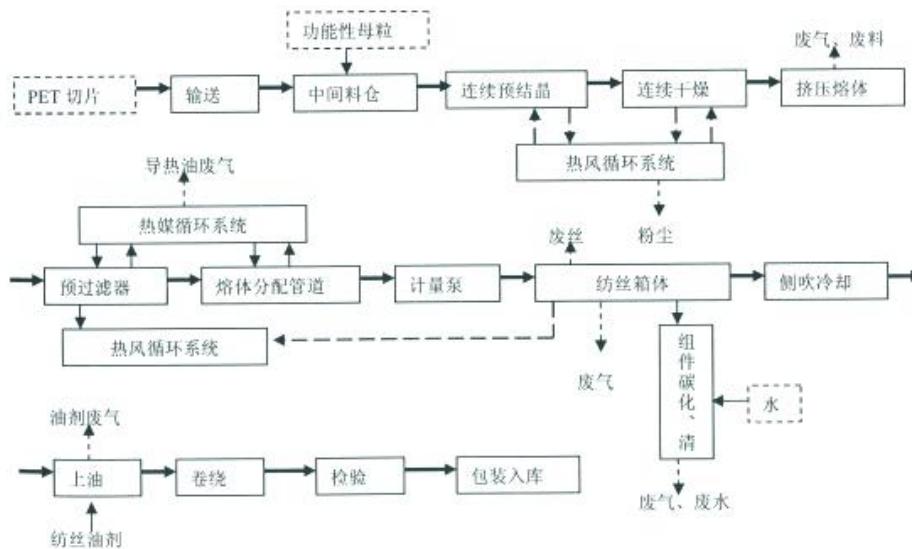 功能性母粒
废气、废料
PET 切片
输送
中间料仓
连续预结晶
连续干燥
挤压熔体
热风循环系统
导热油废气
热媒循环系统
废丝
粉尘
预过滤器
熔体分配管道
计量泵
纺丝箱体
侧吹冷却
热风循环系统
废气
组件碳化、清
水
油剂废气
上油
卷绕
检验
包装入库
废气、废水
纺丝油剂